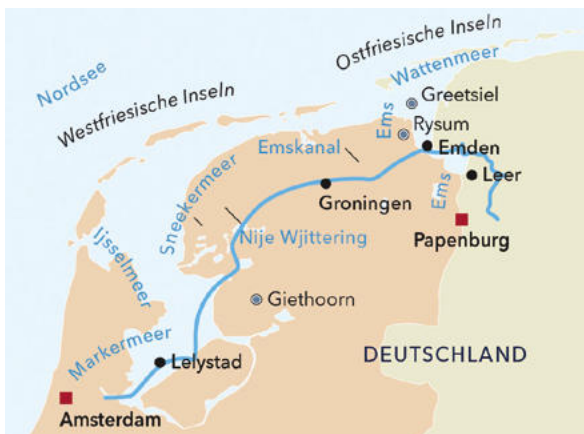 Ostfriesische Inseln
Nordsee
Wattenmeer
Westfriesische Inseln
Greetsiel
Ems
Rysum
Emskanal
Emden
Sneekermeer
Leer
Groningen
Ems
Ijsselmeer
Nije Wjittering
Papenburg
Giethoorn
Markermeer
Lelystad
DEUTSCHLAND
Amsterdam